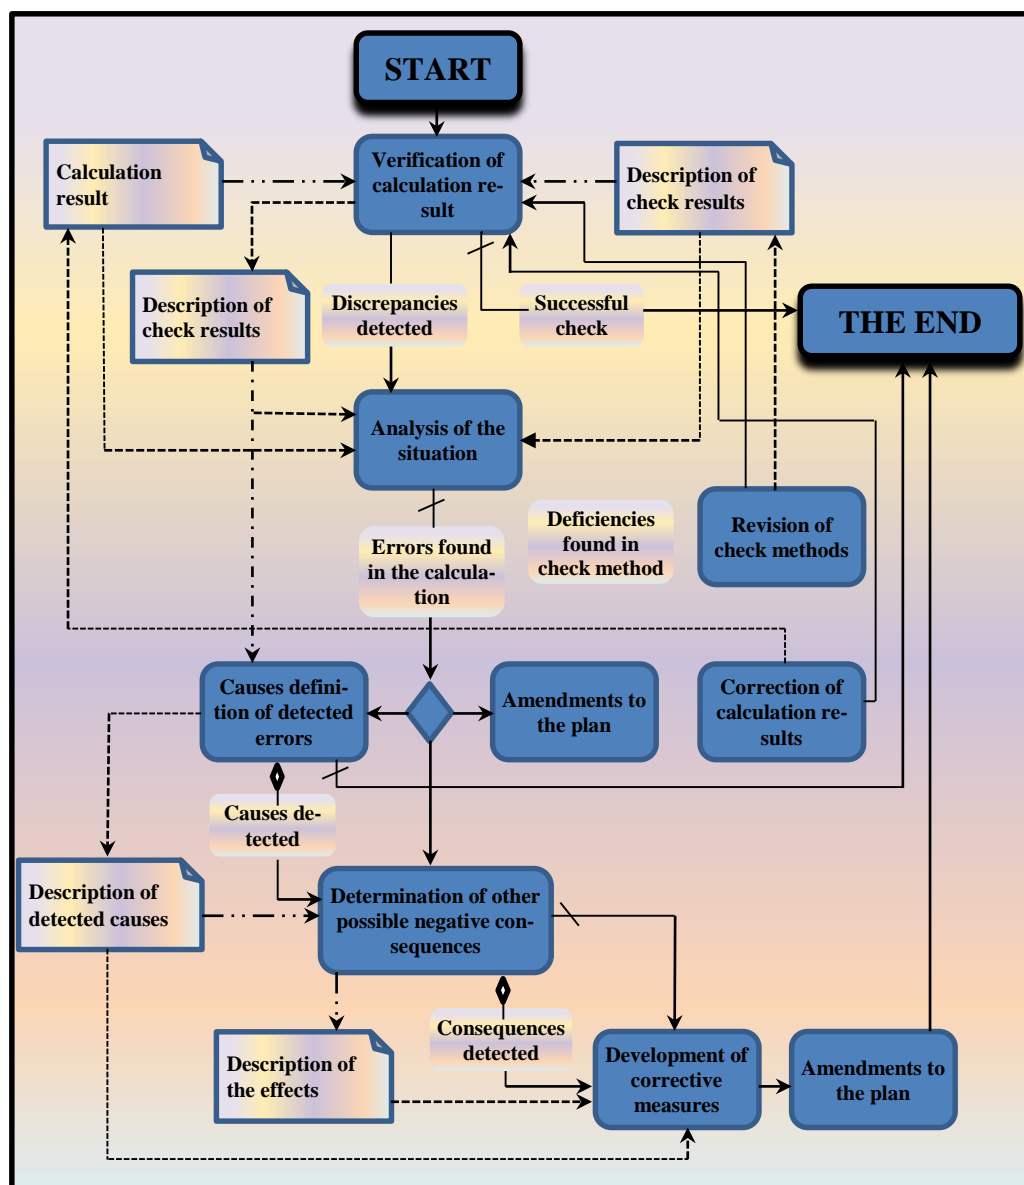 START
Calculation
result
Verification of
calculation re-
sult
Description of
check results
Description of
check results
Discrepancies
detected
Successful
check
THE END
Analysis of the
situation
Errors found
in the calcula-
tion
Deficiencies
found in
check method
Revision of
check methods
Causes defini-
tion of detected
errors
Amendments to
the plan
Correction of
calculation re-
sults
Causes de-
tected
Description of
detected causes
Determination of other
possible negative con-
sequences
Consequences
detected
Description of
the effects
Development of
corrective
measures
Amendments to
the plan